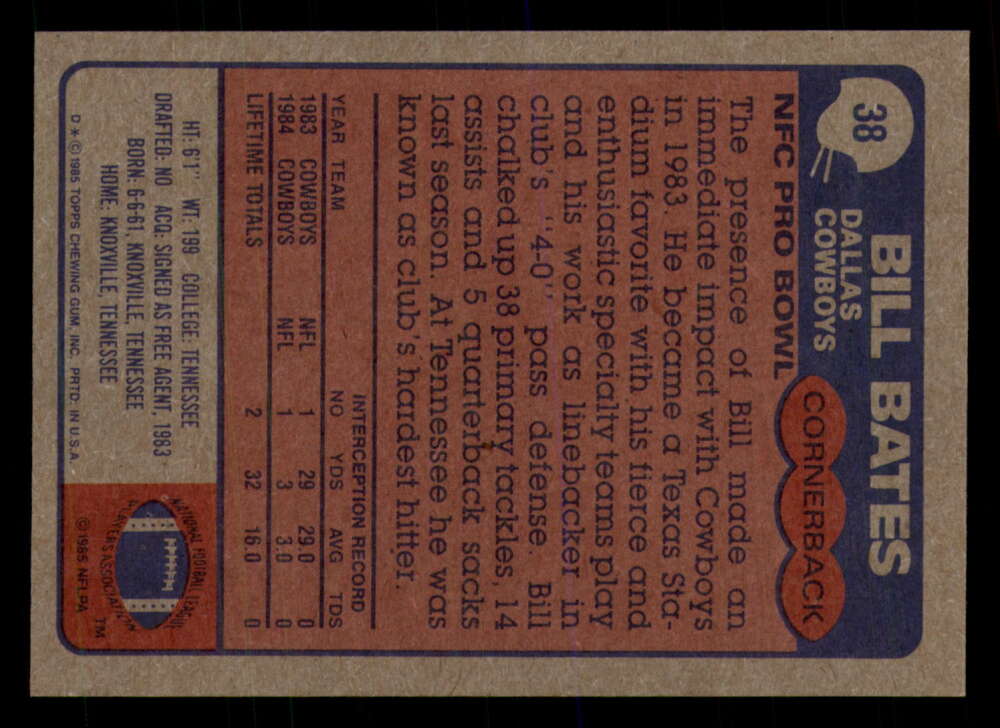 38
BILL BATES
DALLAS
COWBOYS
CORNERBACK
NFC PRO BOWL
The presence of Bill made an
immediate impact with Cowboys
in 1983. He became a Texas Sta-
dium favorite with his fierce and
enthusiastic specialty teams play
and his work as linebacker in
club's "4-0" pass defense. Bill
chalked up 38 primary tackles, 14
assists and 5 quarterback sacks
last season. At Tennessee he was
known as club's hardest hitter.
INTERCEPTION RECORD
YEAR TEAM NO YDS AVG TDS
1983 COWBOYS NFL 1 29 29.0 0
1984 COWBOYS NFL 1 3 3.0 0
LIFETIME TOTALS 2 32 16.0 0
HT: 6'1" WT: 199 COLLEGE: TENNESSEE
DRAFTED: NO ACQ: SIGNED AS FREE AGENT, 1983
BORN: 6-6-61, KNOXVILLE, TENNESSEE
HOME: KNOXVILLE, TENNESSEE
D* © 1985 TOPPS CHEWING GUM, INC. PRTD. IN U.S.A.
NATIONAL FOOTBALL LEAGUE
PLAYERS ASSOCIATION
© 1985 NFLPA TM